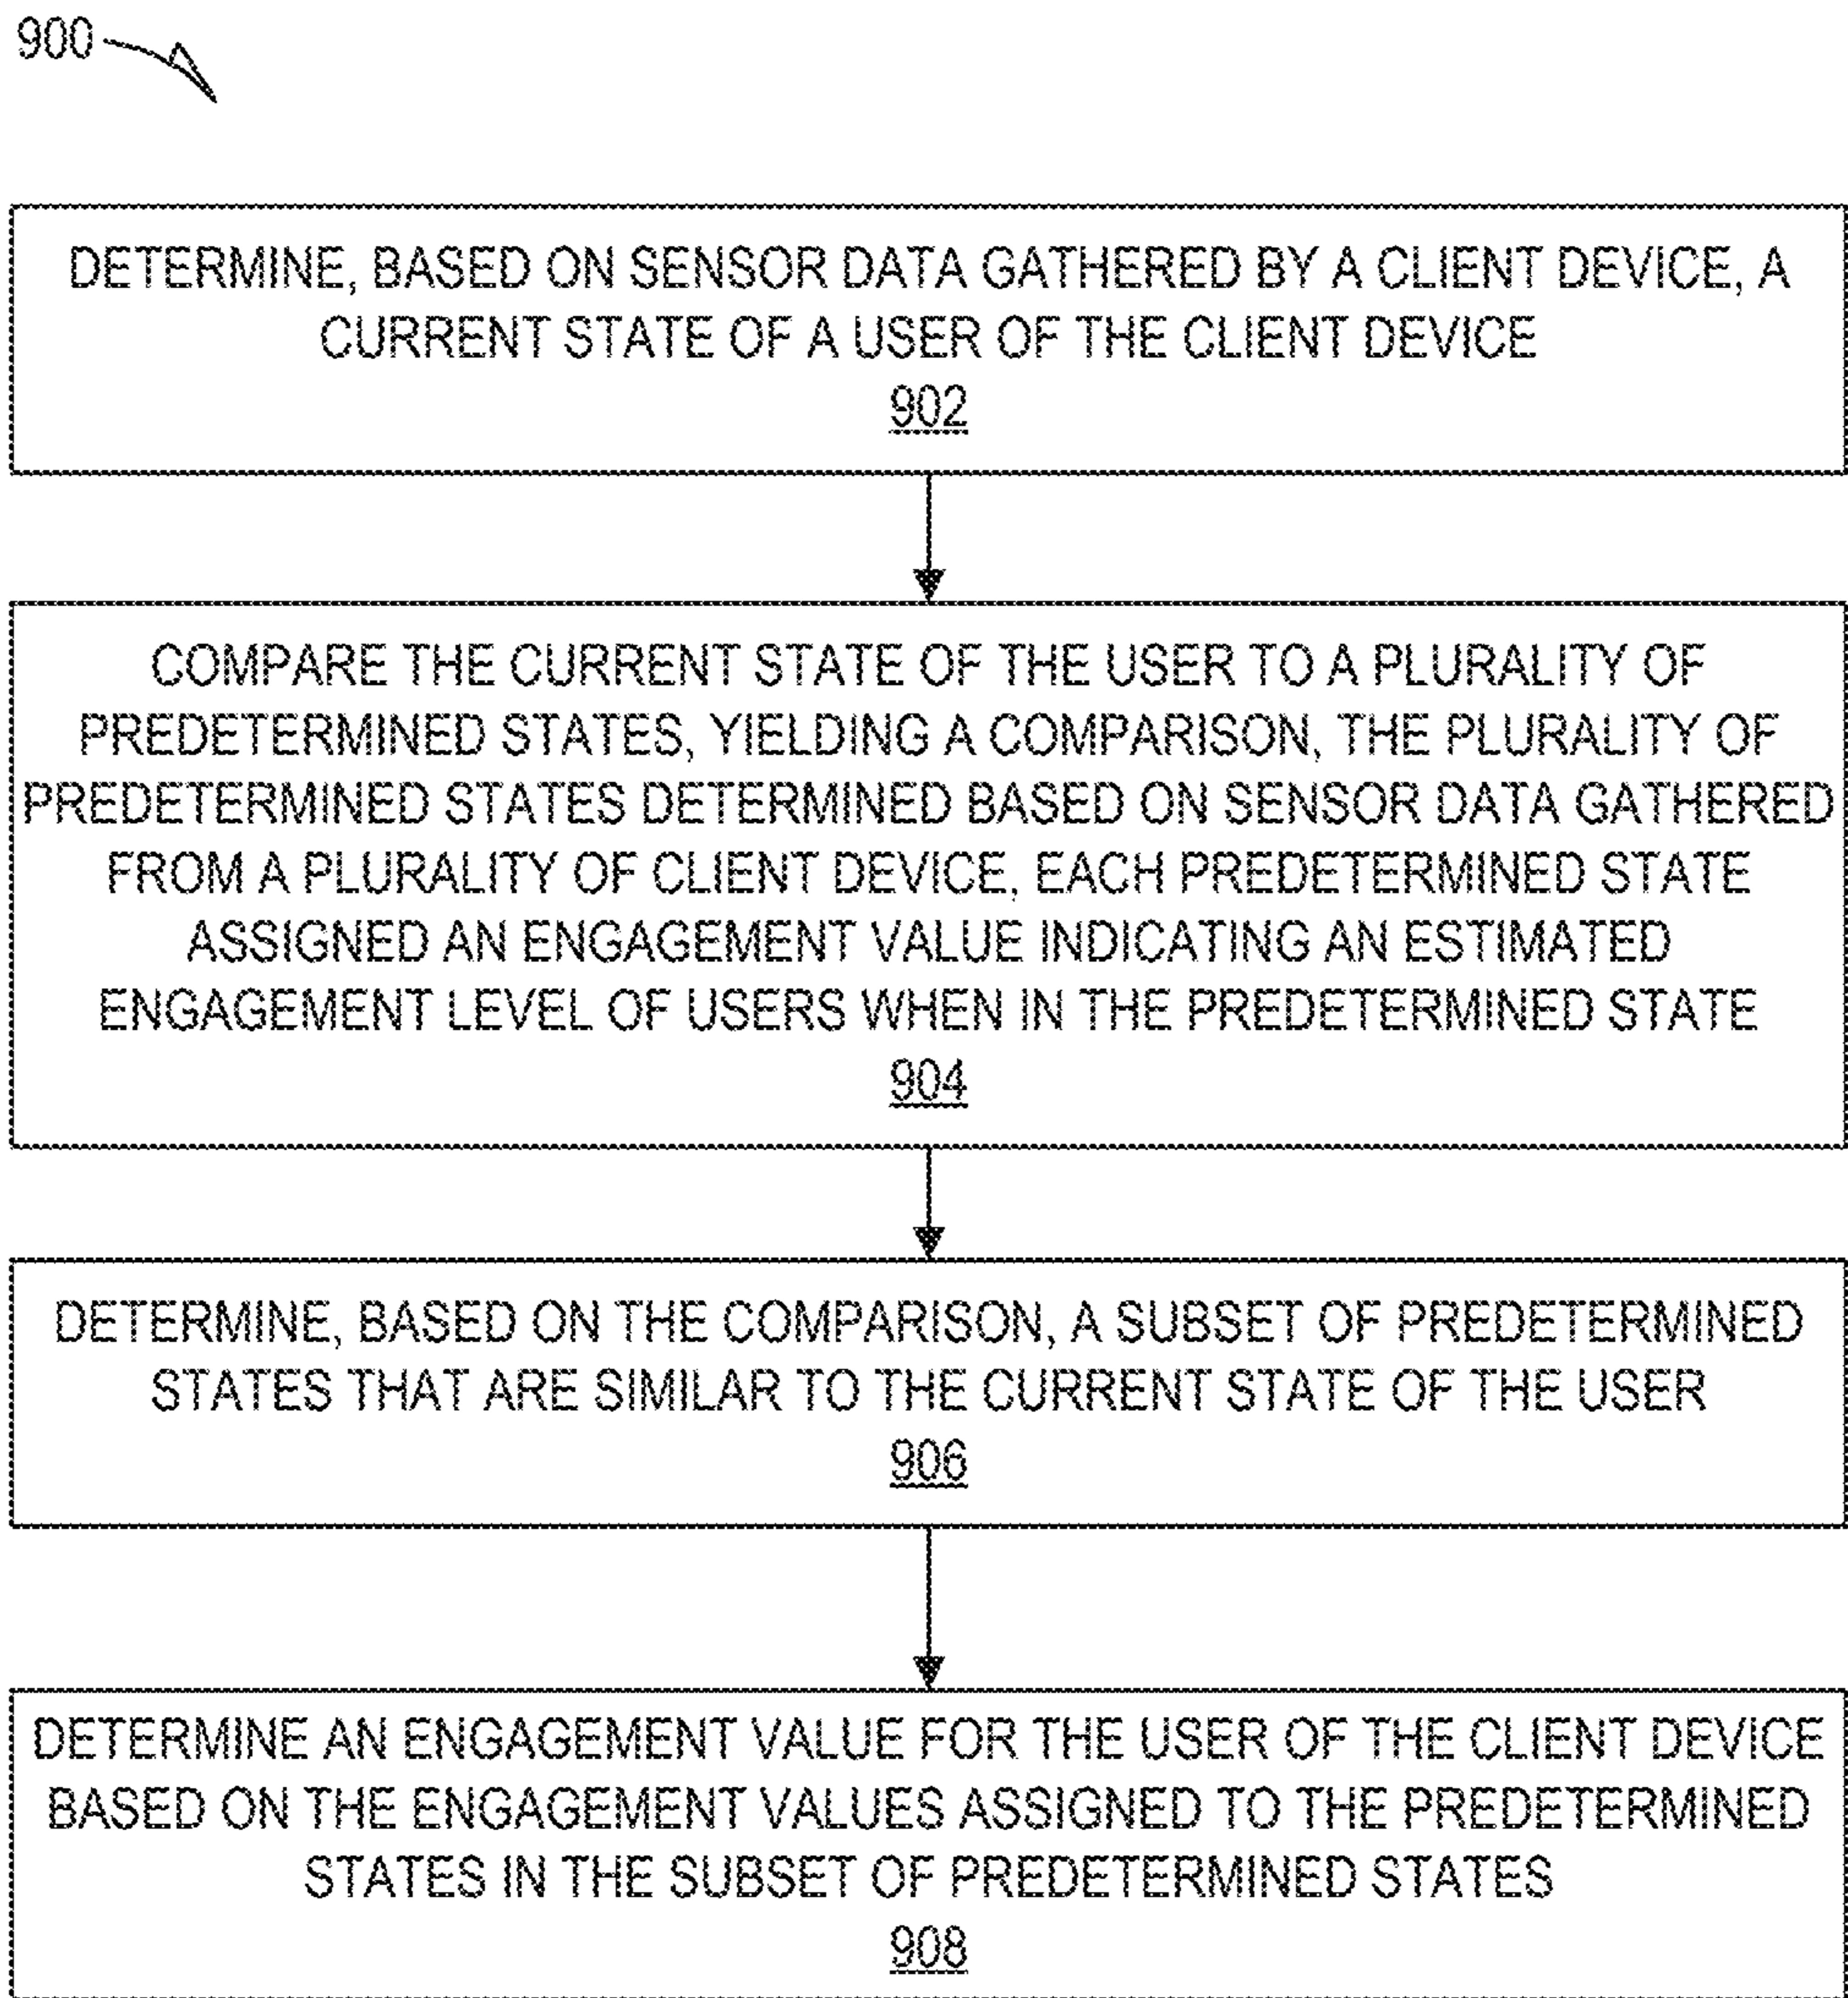 900
DETERMINE, BASED ON SENSOR DATA GATHERED BY A CLIENT DEVICE, A
CURRENT STATE OF A USER OF THE CLIENT DEVICE
902
COMPARE THE CURRENT STATE OF THE USER TO A PLURALITY OF
PREDETERMINED STATES, YIELDING A COMPARISON, THE PLURALITY OF
PREDETERMINED STATES DETERMINED BASED ON SENSOR DATA GATHERED
FROM A PLURALITY OF CLIENT DEVICE, EACH PREDETERMINED STATE
ASSIGNED AN ENGAGEMENT VALUE INDICATING AN ESTIMATED
ENGAGEMENT LEVEL OF USERS WHEN IN THE PREDETERMINED STATE
904
DETERMINE, BASED ON THE COMPARISON, A SUBSET OF PREDETERMINED
STATES THAT ARE SIMILAR TO THE CURRENT STATE OF THE USER
906
DETERMINE AN ENGAGEMENT VALUE FOR THE USER OF THE CLIENT DEVICE
BASED ON THE ENGAGEMENT VALUES ASSIGNED TO THE PREDETERMINED
STATES IN THE SUBSET OF PREDETERMINED STATES
908